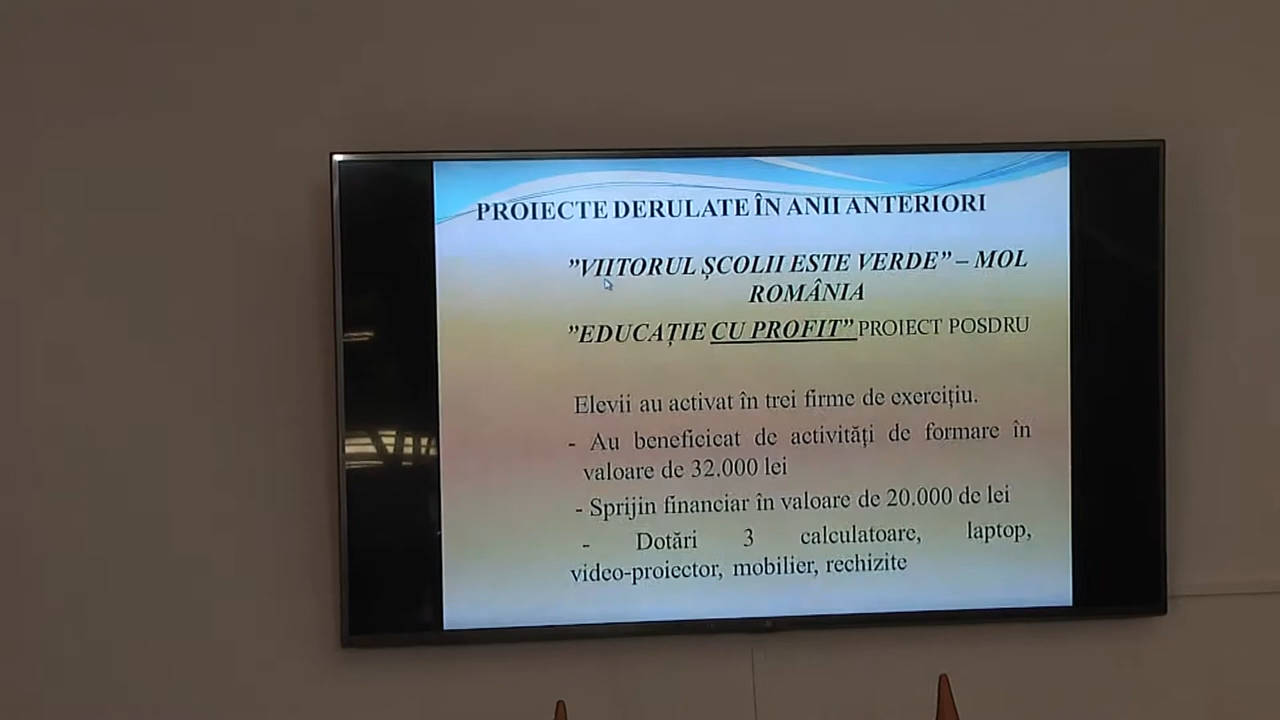 PROIECTE DERULATE ÎN ANII ANTERIORI
”VIITORUL ȘCOLII ESTE VERDE” – MOL
ROMÂNIA
”EDUCAȚIE CU PROFIT” PROIECT POSDRU
Elevii au activat în trei firme de exercițiu.
- Au beneficicat de activități de formare în
valoare de 32.000 lei
- Sprijin financiar în valoare de 20.000 de lei
- Dotări 3 calculatoare, laptop,
video-proiector, mobilier, rechizite